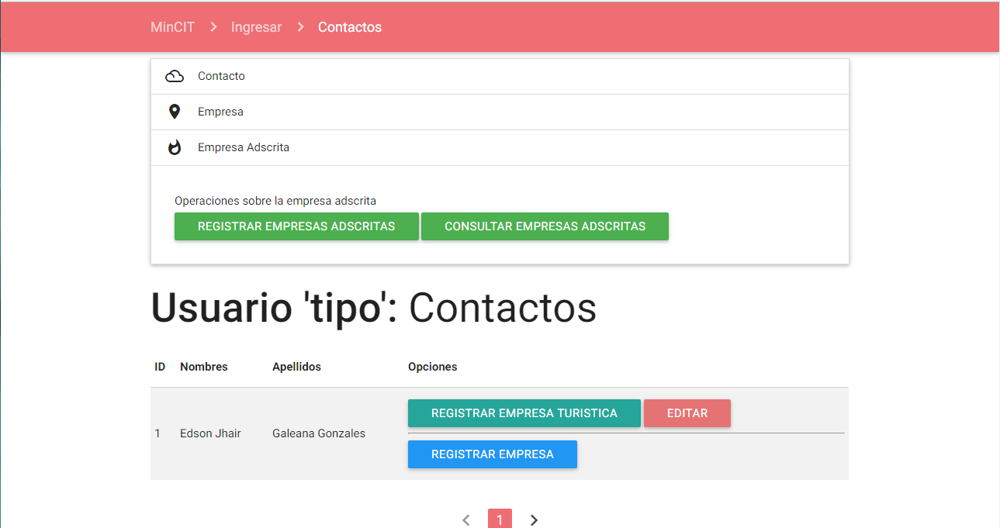 MinCIT > Ingresar > Contactos
Contacto
Empresa
Empresa Adscrita
Operaciones sobre la empresa adscrita
REGISTRAR EMPRESAS ADSCRITAS CONSULTAR EMPRESAS ADSCRITAS
Usuario 'tipo': Contactos
ID Nombres Apellidos Opciones
REGISTRAR EMPRESA TURISTICA EDITAR
1 Edson Jhair Galeana Gonzales
REGISTRAR EMPRESA
< 1 >